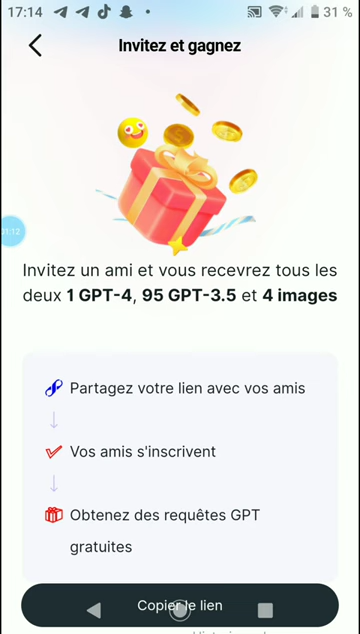 17:14 31 %
Invitez et gagnez
01:12
Invitez un ami et vous recevrez tous les
deux 1 GPT-4, 95 GPT-3.5 et 4 images
Partagez votre lien avec vos amis
Vos amis s'inscrivent
Obtenez des requêtes GPT
gratuites
Copier le lien